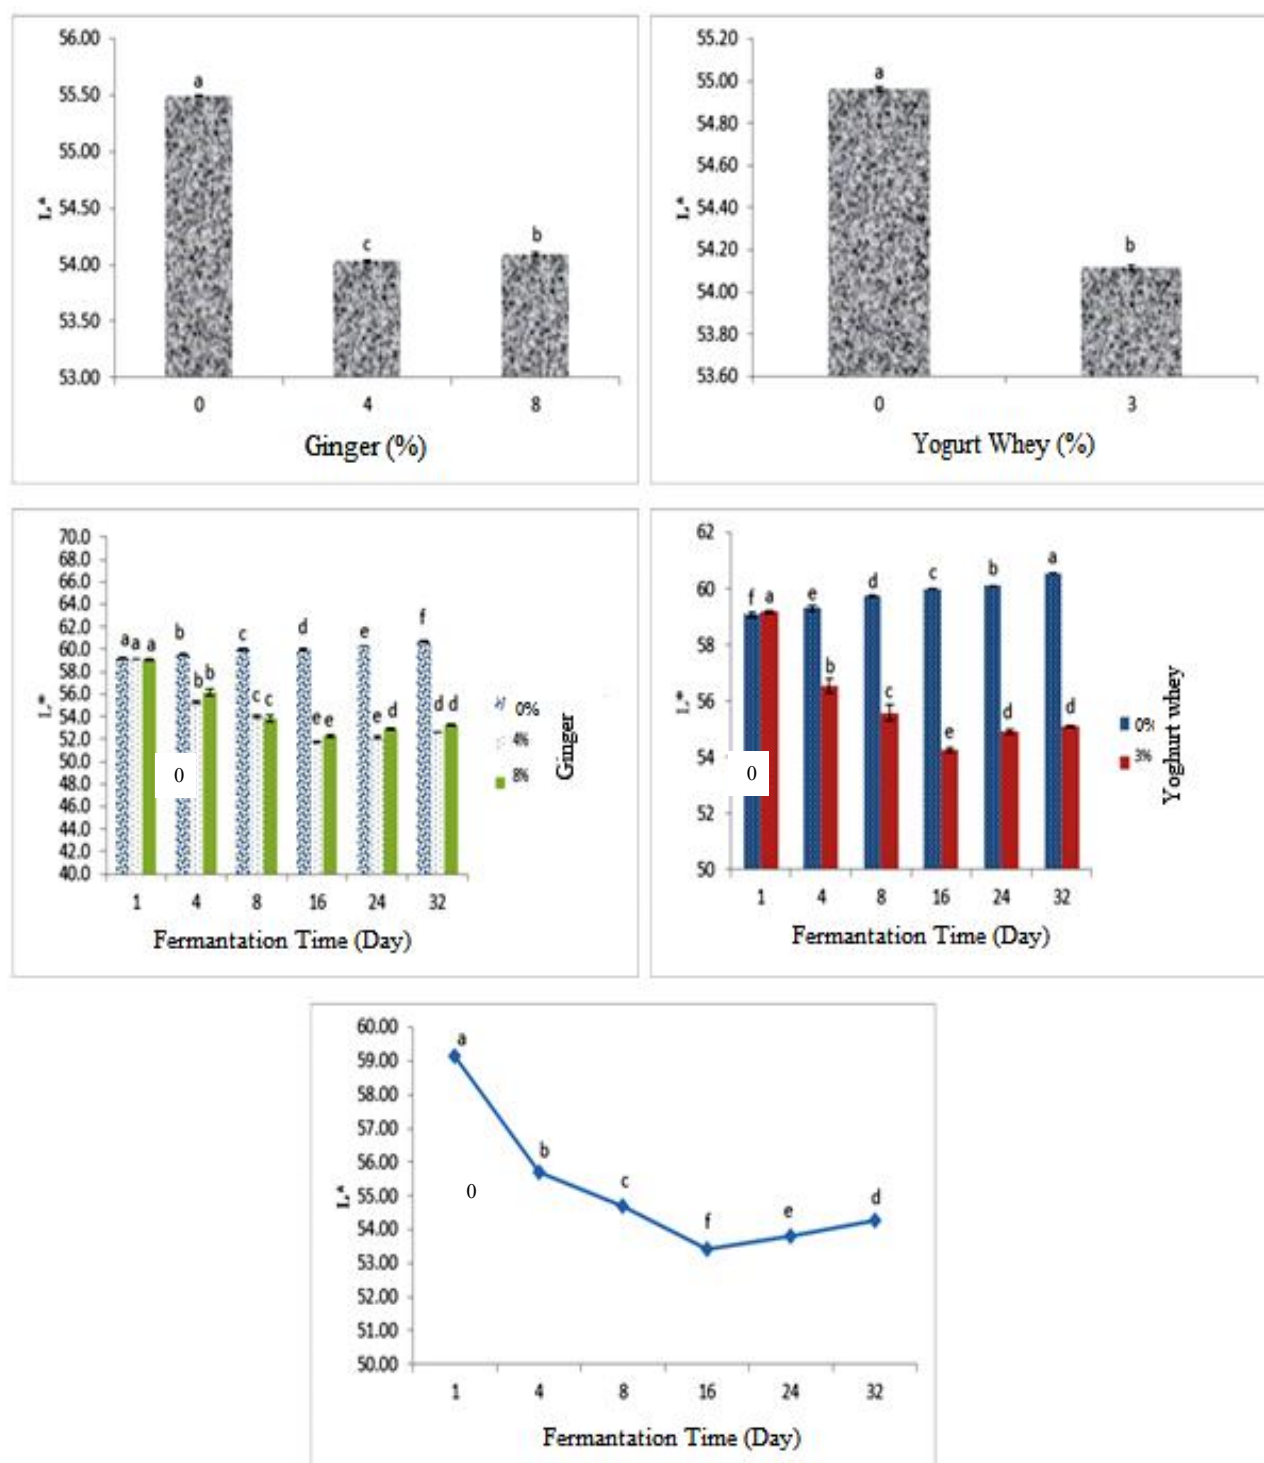 56.00
55.50
55.00
54.50
54.00
53.50
53.00
L*
a
c
b
0 4 8
Ginger (%)
55.20
55.00
54.80
54.60
54.40
54.20
54.00
53.80
53.60
L*
a
b
0 3
Yogurt Whey (%)
70.0
68.0
66.0
64.0
62.0
60.0
58.0
56.0
54.0
52.0
50.0
48.0
46.0
44.0
42.0
40.0
L*
a a a
b b b
c c c
d e e
e e d
f d d
0
1 4 8 16 24 32
Fermantation Time (Day)
0%
4%
8%
Ginger
62
60
58
56
54
52
50
L*
f a
e b
d c
c e
b d
a d
0
1 4 8 16 24 32
Fermantation Time (Day)
0%
3%
Yoghurt whey
60.00
59.00
58.00
57.00
56.00
55.00
54.00
53.00
52.00
51.00
50.00
L*
a
b
c
f
e
d
0
1 4 8 16 24 32
Fermantation Time (Day)